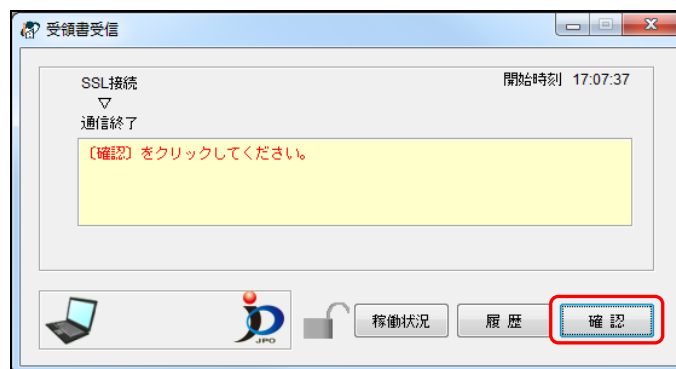 受領書受信
SSL接続
開始時刻 17:07:37
▽
通信終了
〔確認〕をクリックしてください。
JPO
稼働状況
履歴
確認